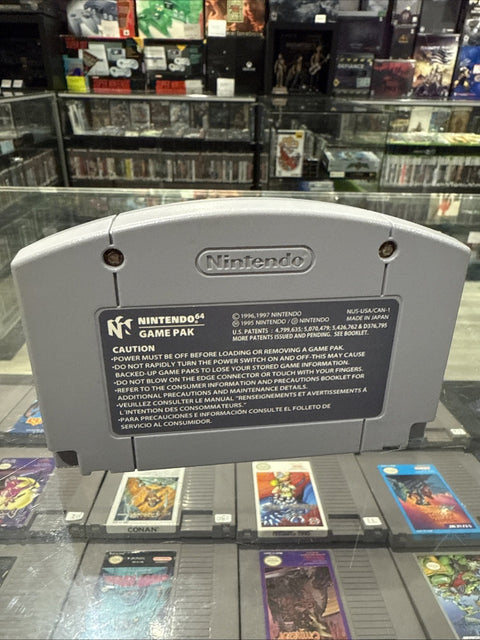 Nintendo
NINTENDO 64
GAME PAK
© 1996,1997 NINTENDO
® 1995 NINTENDO / ® NINTENDO
NUS-USA/CAN-1
MADE IN JAPAN
U.S. PATENTS : 4,799,635; 5,070,479; 5,426,762 & D376,795
MORE PATENTS ISSUED AND PENDING. SEE BOOKLET.
CAUTION
•POWER MUST BE OFF BEFORE LOADING OR REMOVING A GAME PAK.
•DO NOT RAPIDLY TURN THE POWER SWITCH ON AND OFF-THIS MAY CAUSE
BACKED-UP GAME PAKS TO LOSE YOUR STORED GAME INFORMATION.
•DO NOT BLOW ON THE EDGE CONNECTOR OR TOUCH WITH YOUR FINGERS.
•REFER TO THE CONSUMER INFORMATION AND PRECAUTIONS BOOKLET FOR
ADDITIONAL PRECAUTIONS AND MAINTENANCE DETAILS.
•VEUILLEZ CONSULTER LE MANUAL "RENSEIGNEMENTS ET AVERTISSEMENTS À
L'INTENTION DES CONSOMMATEURS."
•PARA PRECAUCIONES E INFORMACIÓN CONSULTE EL FOLLETO DE
SERVICIO AL CONSUMIDOR.
CONAN